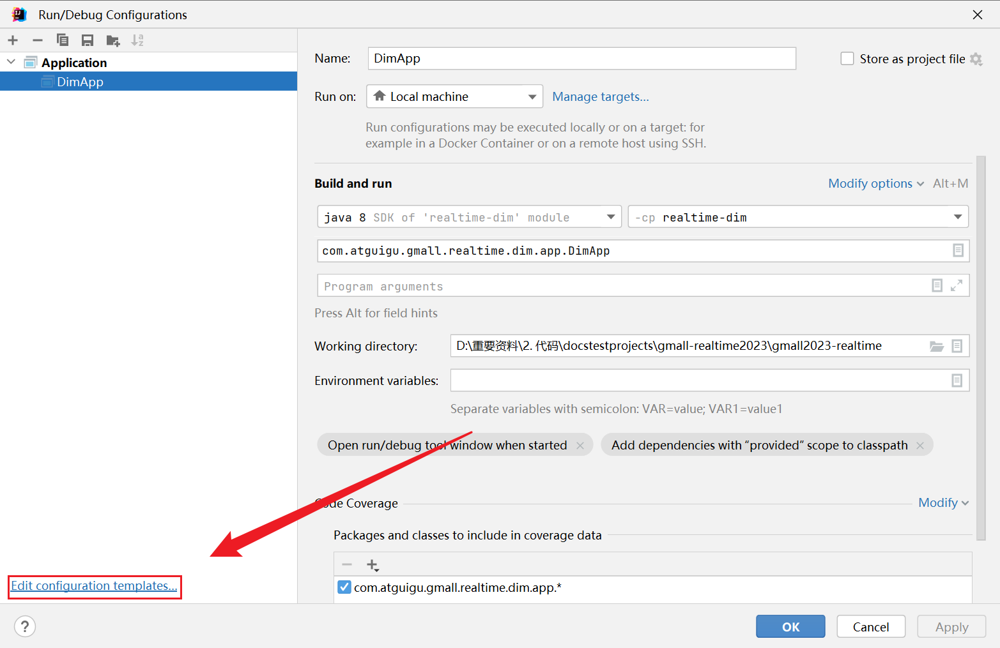 Run/Debug Configurations
Application
DimApp
Name: DimApp
Store as project file
Run on: Local machine Manage targets...
Run configurations may be executed locally or on a target: for
example in a Docker Container or on a remote host using SSH.
Build and run Modify options Alt+M
java 8 SDK of 'realtime-dim' module -cp realtime-dim
com.atguigu.gmall.realtime.dim.app.DimApp
Program arguments
Press Alt for field hints
Working directory: D:\重要资料\2. 代码\docstestprojects\gmall-realtime2023\gmall2023-realtime
Environment variables:
Separate variables with semicolon: VAR=value; VAR1=value1
Open run/debug tool window when started Add dependencies with “provided” scope to classpath
Code Coverage Modify
Packages and classes to include in coverage data
com.atguigu.gmall.realtime.dim.app.*
Edit configuration templates...
? OK Cancel Apply